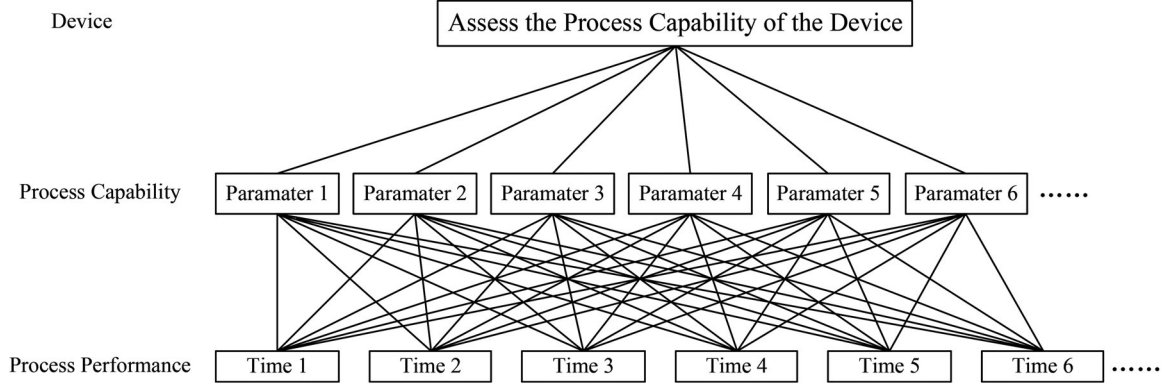 Device
Assess the Process Capability of the Device
Process Capability
Paramater 1
Paramater 2
Paramater 3
Paramater 4
Paramater 5
Paramater 6
……
Process Performance
Time 1
Time 2
Time 3
Time 4
Time 5
Time 6
……